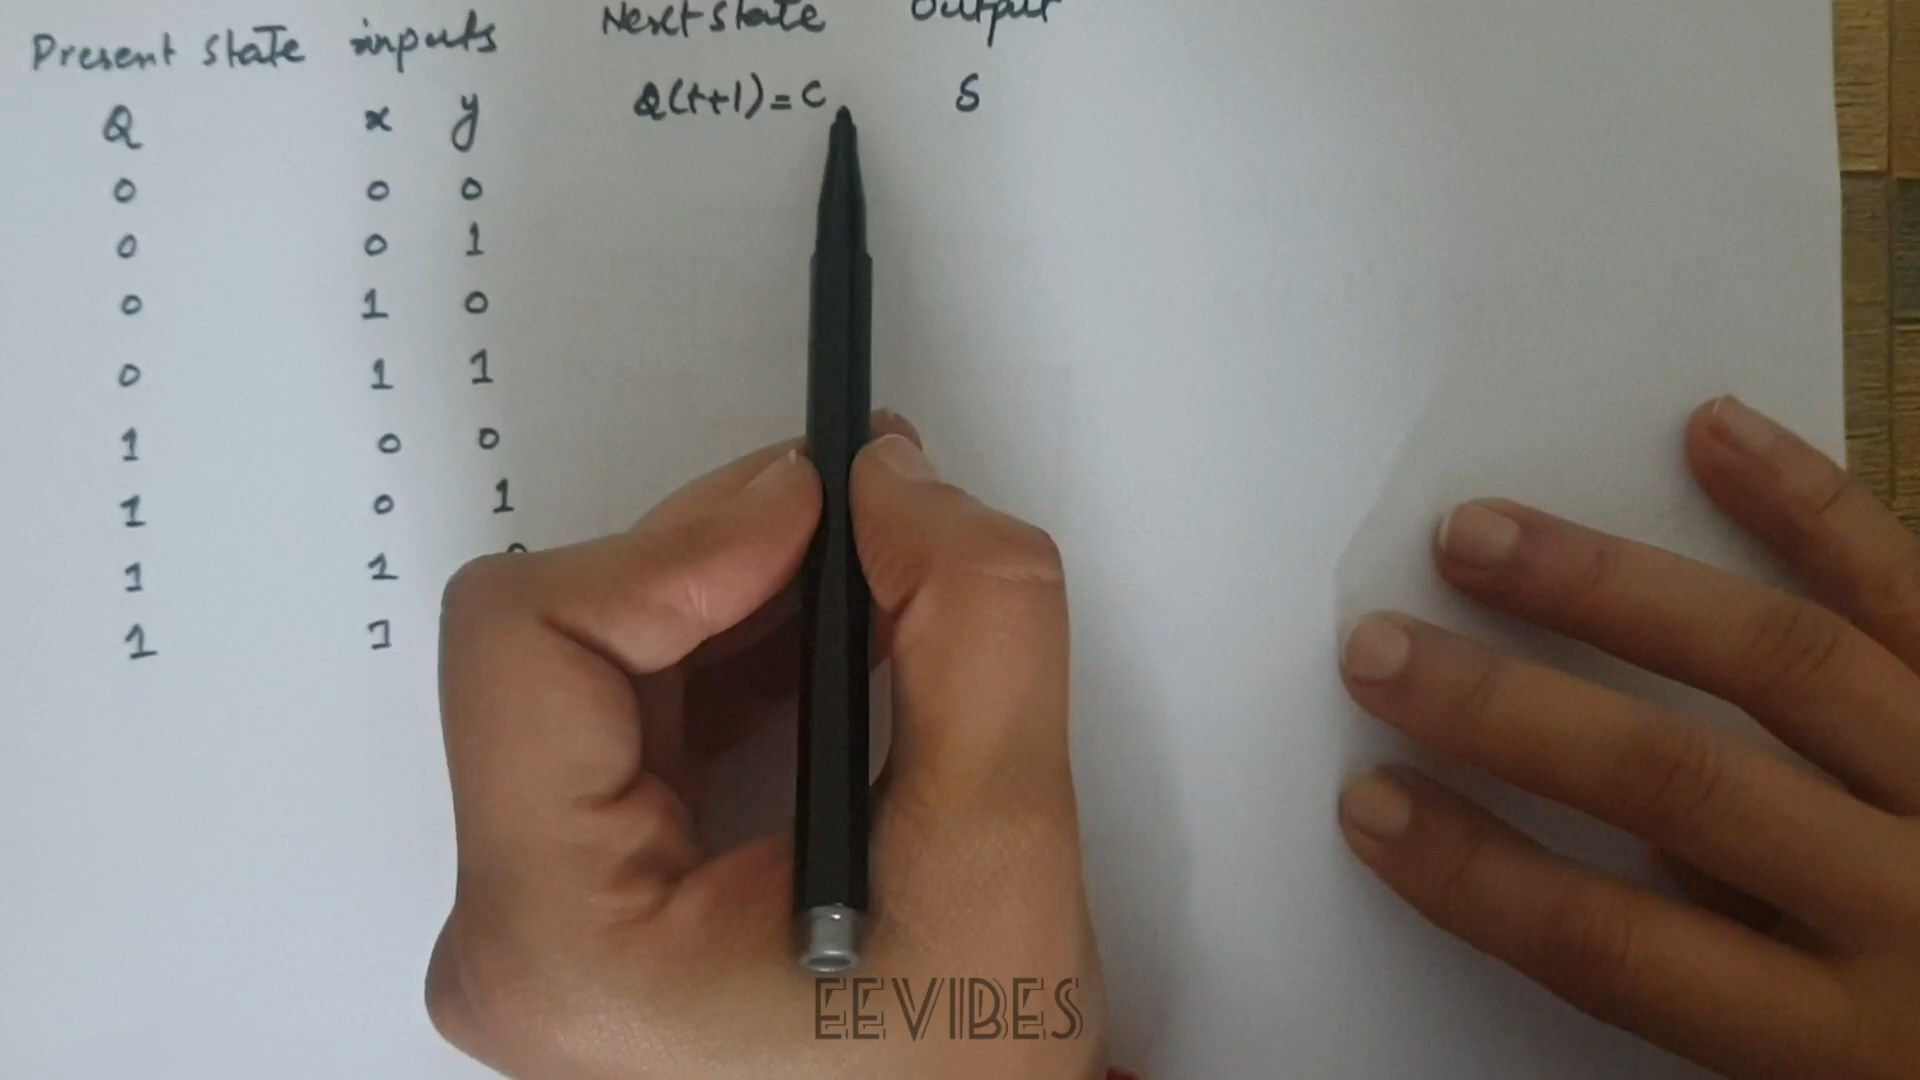 Present state inputs Next state Output
Q x y Q(t+1)=C S
0 0 0
0 0 1
0 1 0
0 1 1
1 0 0
1 0 1
1 1
1 1
EEVIBES